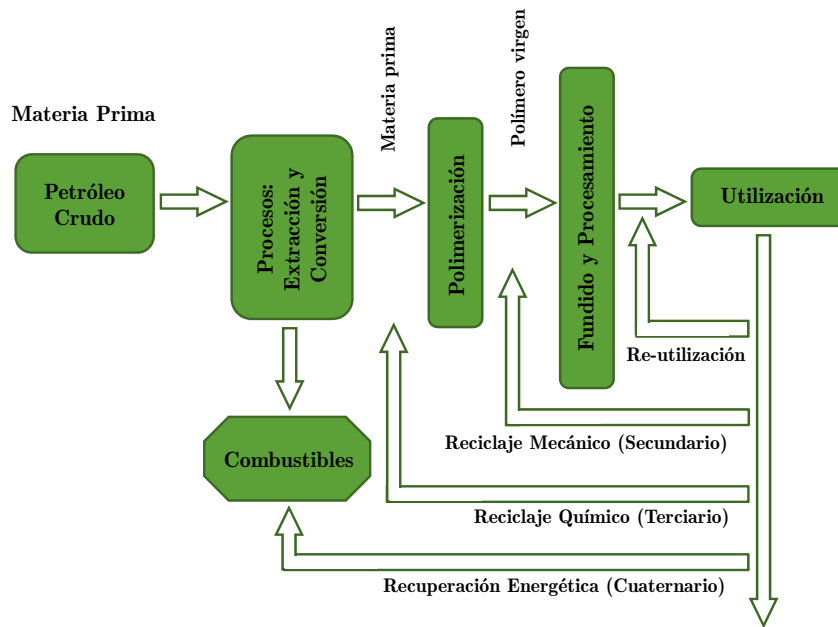 Materia Prima
Petróleo
Crudo
Procesos:
Extracción y
Conversión
Materia prima
Polimerización
Polímero virgen
Fundido y Procesamiento
Utilización
Re-utilización
Reciclaje Mecánico (Secundario)
Combustibles
Reciclaje Químico (Terciario)
Recuperación Energética (Cuaternario)